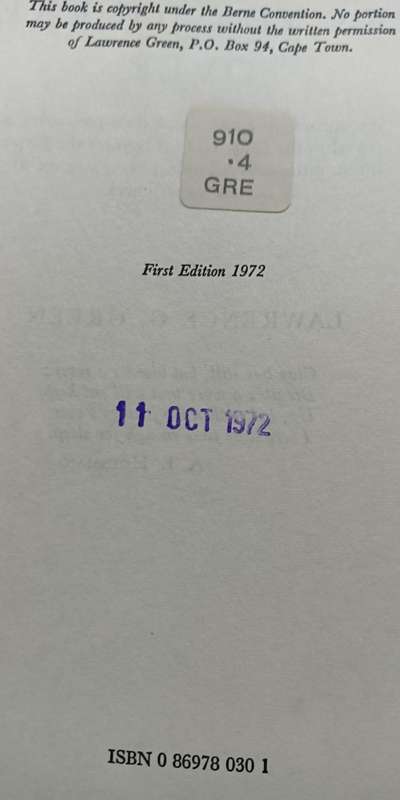 This book is copyright under the Berne Convention. No portion
may be produced by any process without the written permission
of Lawrence Green, P.O. Box 94, Cape Town.
910
.4
GRE
First Edition 1972
11 OCT 1972
ISBN 0 86978 030 1